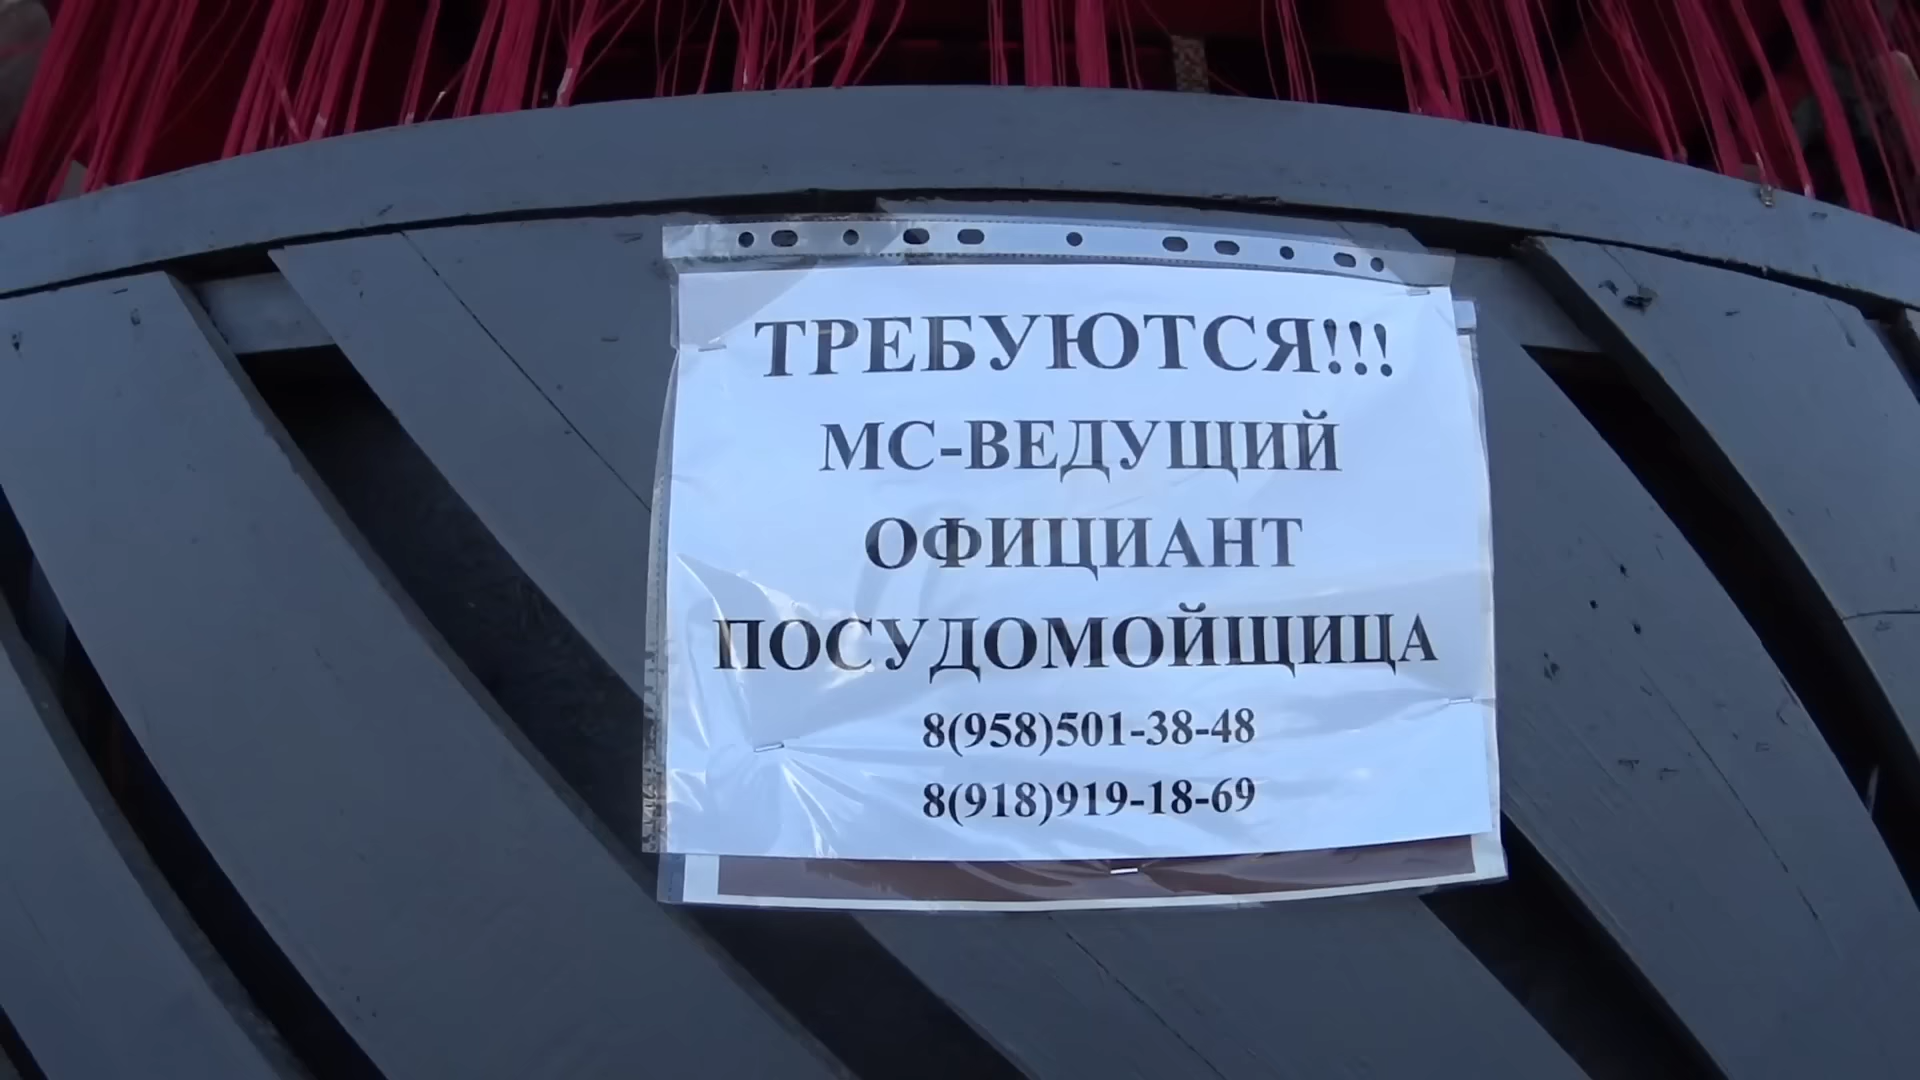 ТРЕБУЮТСЯ!!!
МС-ВЕДУЩИЙ
ОФИЦИАНТ
ПОСУДОМОЙЩИЦА
8(958)501-38-48
8(918)919-18-69